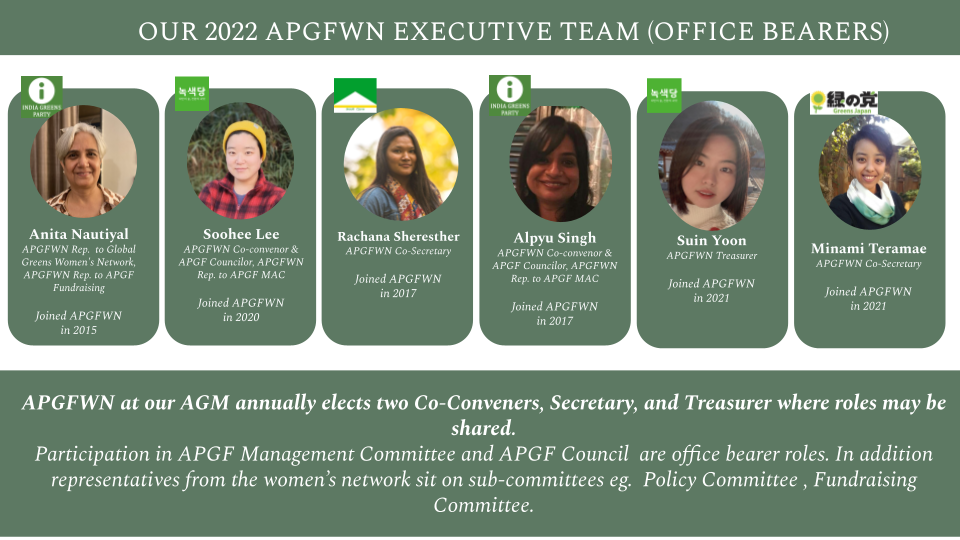 OUR 2022 APGFWN EXECUTIVE TEAM (OFFICE BEARERS)
INDIA GREENS
PARTY
Anita Nautiyal
APGFWN Rep. to Global
Greens Women's Network,
APGFWN Rep. to APGF
Fundraising
Joined APGFWN
in 2015
녹색당
Soohee Lee
APGFWN Co-convenor &
APGF Councilor, APGFWN
Rep. to APGF MAC
Joined APGFWN
in 2020
Rachana Sheresther
APGFWN Co-Secretary
Joined APGFWN
in 2017
INDIA GREENS
PARTY
Alpyu Singh
APGFWN Co-convenor &
APGF Councilor, APGFWN
Rep. to APGF MAC
Joined APGFWN
in 2017
녹색당
Suin Yoon
APGFWN Treasurer
Joined APGFWN
in 2021
緑の党
Greens Japan
Minami Teramae
APGFWN Co-Secretary
Joined APGFWN
in 2021
APGFWN at our AGM annually elects two Co-Conveners, Secretary, and Treasurer where roles may be
shared.
Participation in APGF Management Committee and APGF Council are office bearer roles. In addition
representatives from the women's network sit on sub-committees eg. Policy Committee , Fundraising
Committee.